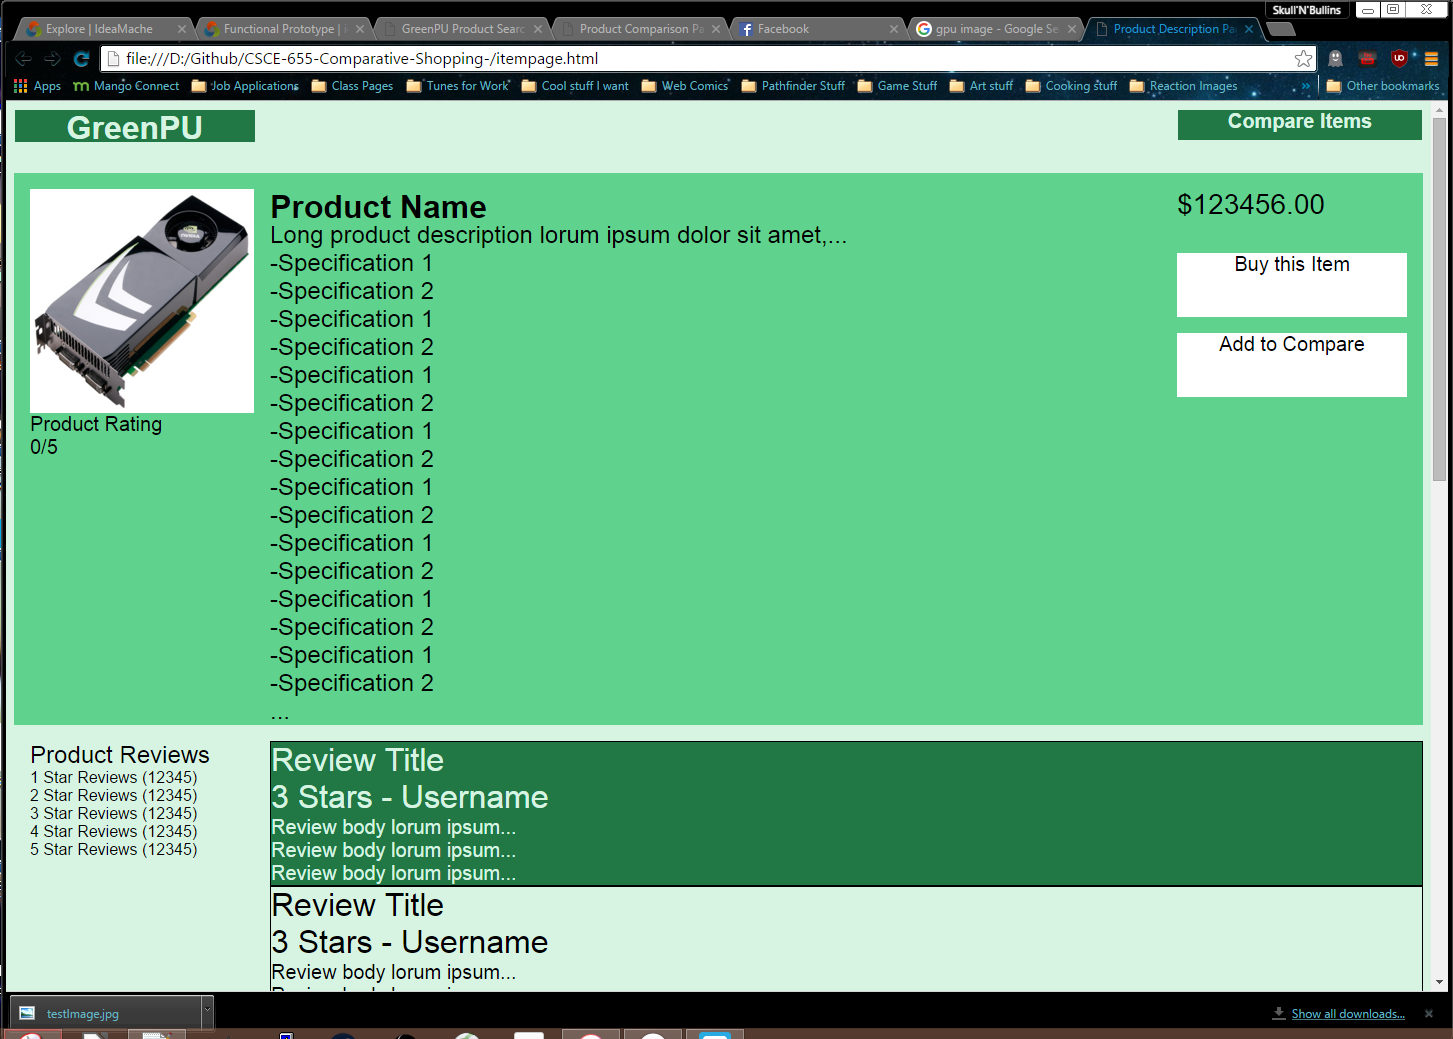 Skull'N'Bullins
Explore | IdeaMache
Functional Prototype | i
GreenPU Product Searc
Product Comparison Pa
Facebook
gpu image - Google Se
Product Description Pa
file:///D:/Github/CSCE-655-Comparative-Shopping-/itempage.html
Apps
Mango Connect
Job Applications
Class Pages
Tunes for Work
Cool stuff I want
Web Comics
Pathfinder Stuff
Game Stuff
Art stuff
Cooking stuff
Reaction Images
»
Other bookmarks
GreenPU
Compare Items
Product Name
Long product description lorum ipsum dolor sit amet,...
-Specification 1
-Specification 2
-Specification 1
-Specification 2
-Specification 1
-Specification 2
-Specification 1
-Specification 2
-Specification 1
-Specification 2
-Specification 1
-Specification 2
-Specification 1
-Specification 2
-Specification 1
-Specification 2
...
$123456.00
Buy this Item
Add to Compare
Product Rating
0/5
Product Reviews
1 Star Reviews (12345)
2 Star Reviews (12345)
3 Star Reviews (12345)
4 Star Reviews (12345)
5 Star Reviews (12345)
Review Title
3 Stars - Username
Review body lorum ipsum...
Review body lorum ipsum...
Review body lorum ipsum...
Review Title
3 Stars - Username
Review body lorum ipsum...
testImage.jpg
Show all downloads...